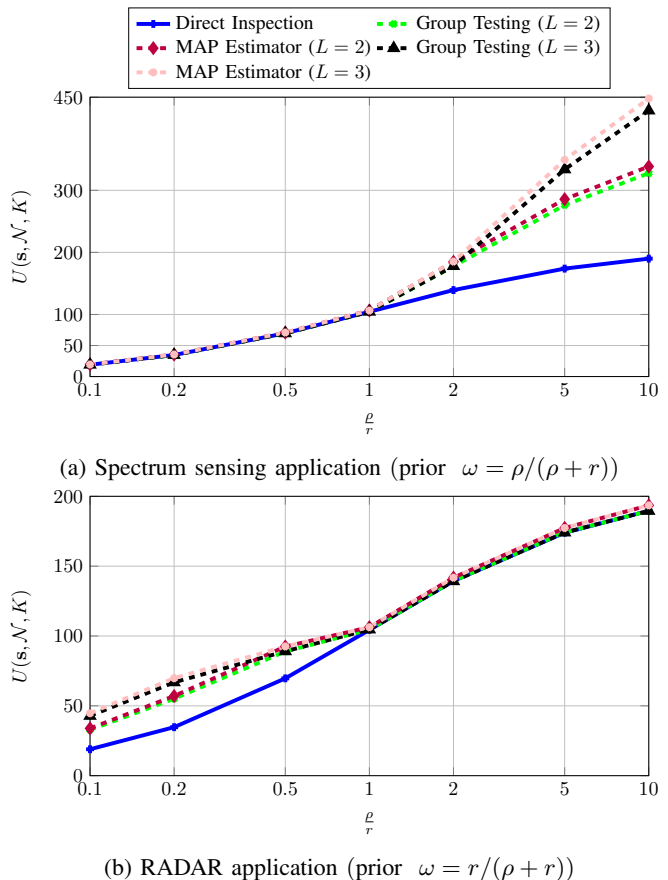 Direct Inspection
Group Testing (L = 2)
MAP Estimator (L = 2)
Group Testing (L = 3)
MAP Estimator (L = 3)
450
300
200
100
50
0
U(s, 𝒩, K)
0.1 0.2 0.5 1 2 5 10
ρ/r
(a) Spectrum sensing application (prior ω = ρ/(ρ + r))
200
150
100
50
0
U(s, 𝒩, K)
0.1 0.2 0.5 1 2 5 10
ρ/r
(b) RADAR application (prior ω = r/(ρ + r))